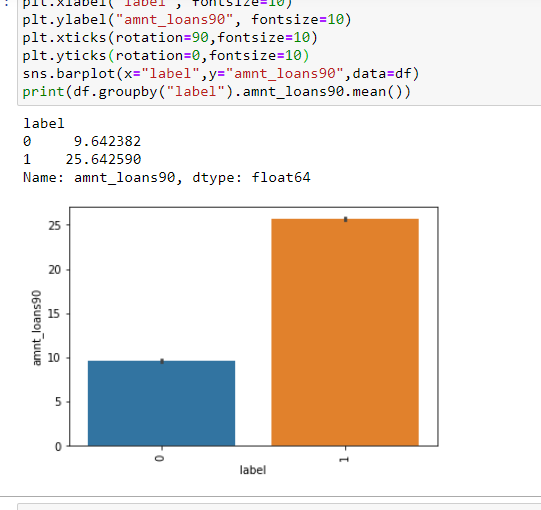 : plt.xlabel("label", fontsize=10)
plt.ylabel("amnt_loans90", fontsize=10)
plt.xticks(rotation=90,fontsize=10)
plt.yticks(rotation=0,fontsize=10)
sns.barplot(x="label",y="amnt_loans90",data=df)
print(df.groupby("label").amnt_loans90.mean())
label
0 9.642382
1 25.642590
Name: amnt_loans90, dtype: float64
25
20
15
10
5
0
amnt_loans90
0 1
label